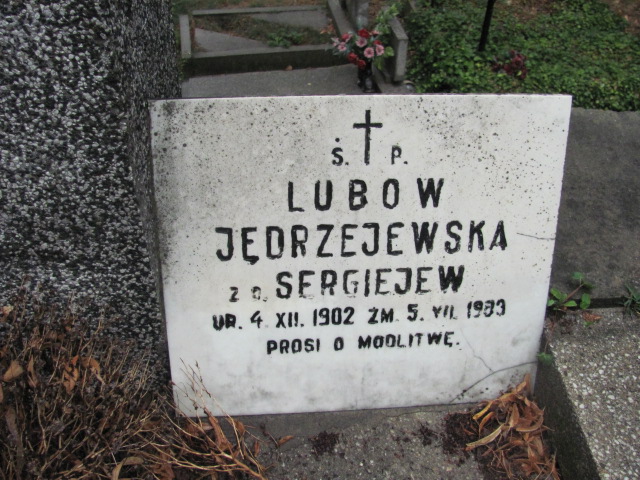 Ś. P.
LUBOW
JĘDRZEJEWSKA
Z D. SERGIEJEW
UR. 4. XII. 1902 ZM. 5. VII. 1983
PROSI O MODLITWĘ.